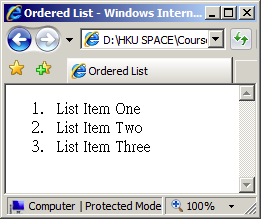 Ordered List - Windows Intern...
D:\HKU SPACE\Cours
Ordered List
1. List Item One
2. List Item Two
3. List Item Three
Computer | Protected Mode
100%